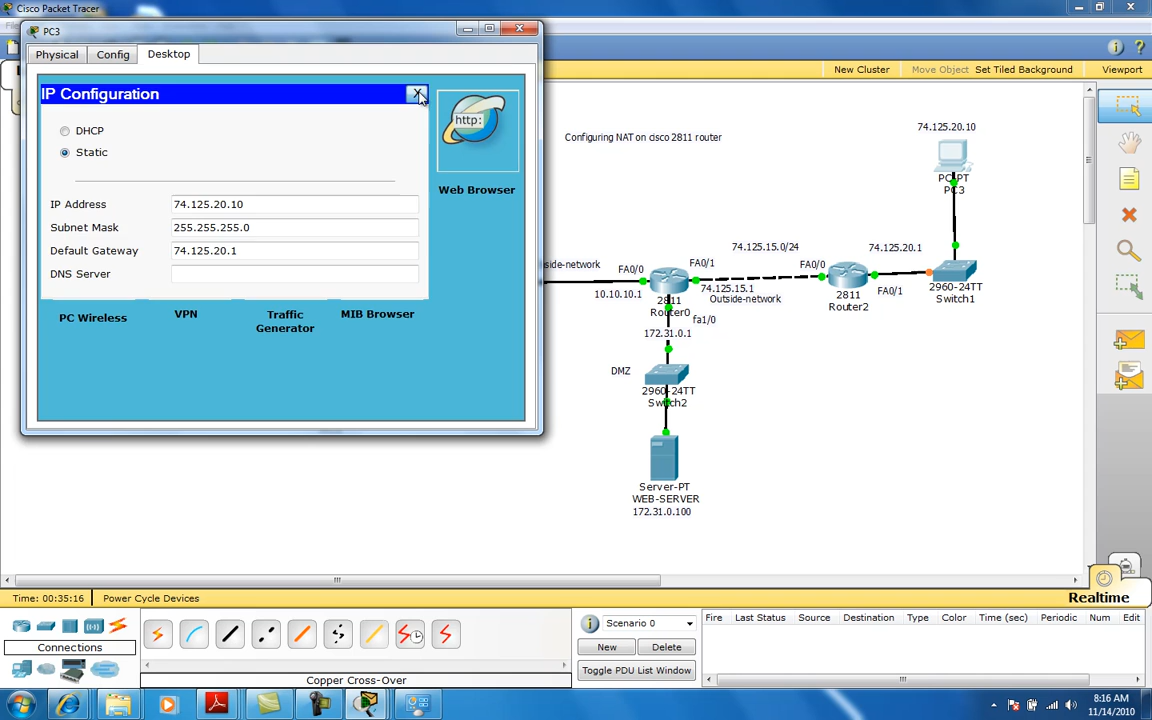 Cisco Packet Tracer
PC3
Physical
Config
Desktop
New Cluster
Move Object
Set Tiled Background
Viewport
IP Configuration
X
DHCP
Static
IP Address
74.125.20.10
Subnet Mask
255.255.255.0
Default Gateway
74.125.20.1
DNS Server
http:
Web Browser
PC Wireless
VPN
Traffic
Generator
MIB Browser
Configuring NAT on cisco 2811 router
74.125.20.10
PC-PT
PC3
side-network
FA0/0
10.10.10.1
2811
Router0
FA0/1
74.125.15.0/24
74.125.15.1
Outside-network
FA0/0
2811
Router2
74.125.20.1
FA0/1
2960-24TT
Switch1
fa1/0
172.31.0.1
DMZ
2960-24TT
Switch2
Server-PT
WEB-SERVER
172.31.0.100
Time: 00:35:16
Power Cycle Devices
Realtime
Connections
Copper Cross-Over
Scenario 0
New
Delete
Toggle PDU List Window
Fire
Last Status
Source
Destination
Type
Color
Time (sec)
Periodic
Num
Edit
8:16 AM
11/14/2010